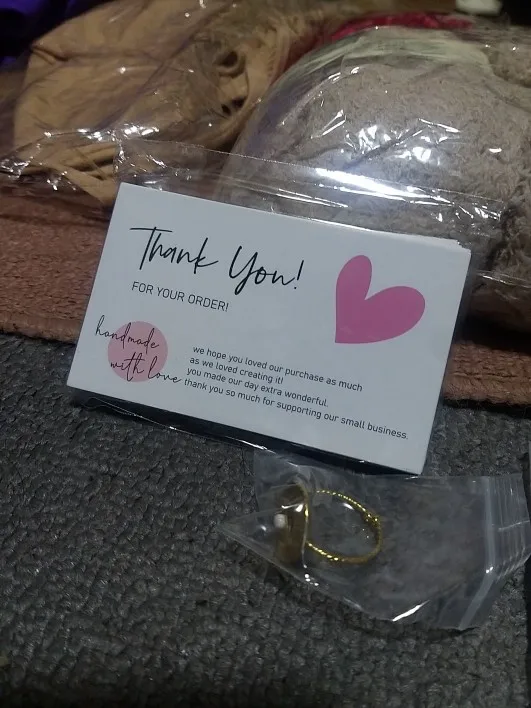 Thank You!
FOR YOUR ORDER!
handmade
with love
we hope you loved our purchase as much
as we loved creating it!
you made our day extra wonderful.
thank you so much for supporting our small business.